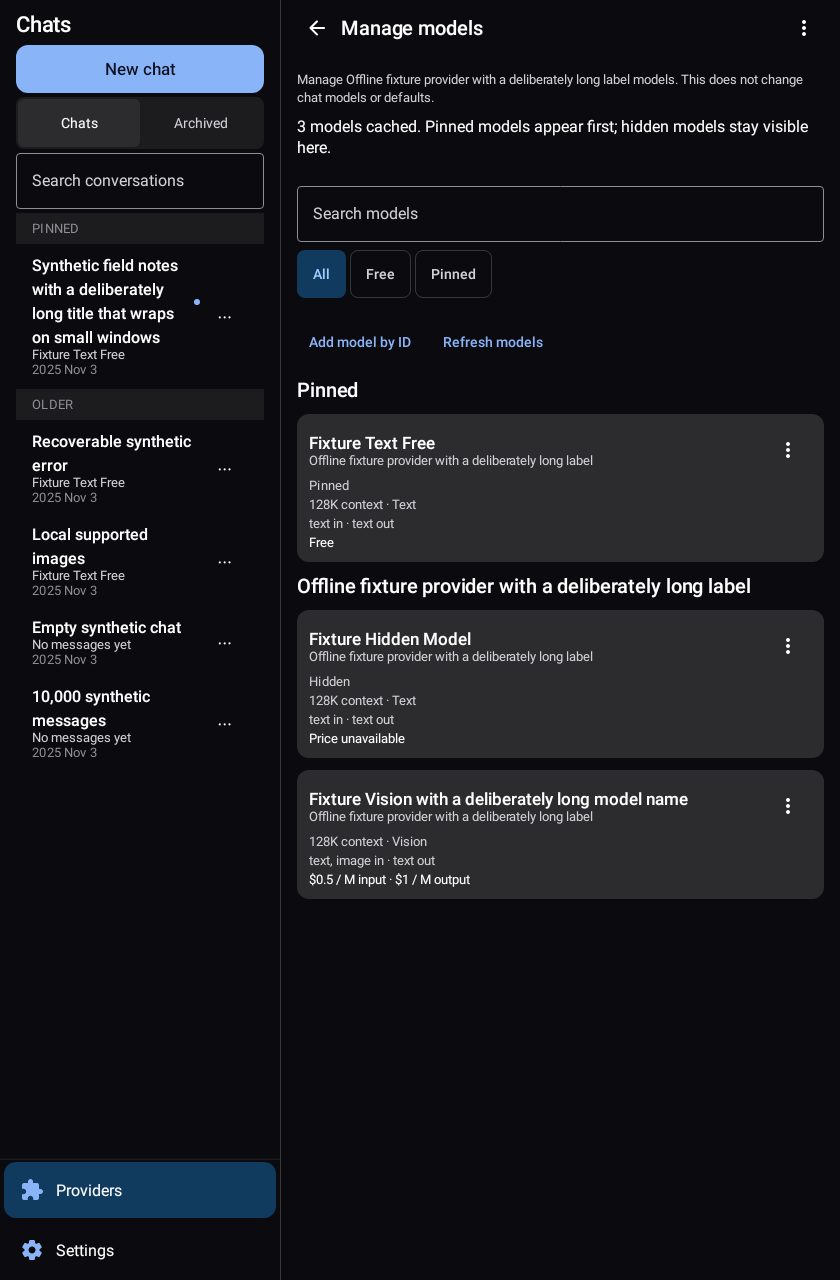 Chats
New chat
Chats
Archived
Search conversations
PINNED
Synthetic field notes
with a deliberately
long title that wraps
on small windows
Fixture Text Free
2025 Nov 3
OLDER
Recoverable synthetic
error
Fixture Text Free
2025 Nov 3
Local supported
images
Fixture Text Free
2025 Nov 3
Empty synthetic chat
No messages yet
2025 Nov 3
10,000 synthetic
messages
No messages yet
2025 Nov 3
Providers
Settings
Manage models
Manage Offline fixture provider with a deliberately long label models. This does not change
chat models or defaults.
3 models cached. Pinned models appear first; hidden models stay visible
here.
Search models
All
Free
Pinned
Add model by ID
Refresh models
Pinned
Fixture Text Free
Offline fixture provider with a deliberately long label
Pinned
128K context · Text
text in · text out
Free
Offline fixture provider with a deliberately long label
Fixture Hidden Model
Offline fixture provider with a deliberately long label
Hidden
128K context · Text
text in · text out
Price unavailable
Fixture Vision with a deliberately long model name
Offline fixture provider with a deliberately long label
128K context · Vision
text, image in · text out
$0.5 / M input · $1 / M output